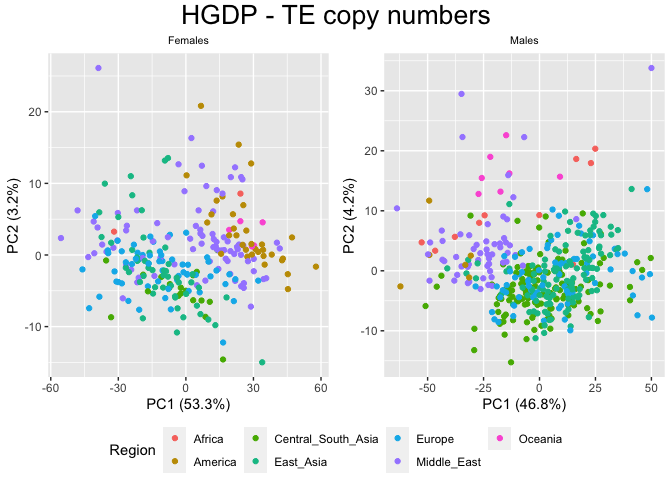 HGDP - TE copy numbers
Females
Males
PC2 (3.2%)
20
10
0
-10
-60
-30
0
30
60
PC1 (53.3%)
PC2 (4.2%)
30
20
10
0
-10
-50
-25
0
25
50
PC1 (46.8%)
Region
Africa
Central_South_Asia
Europe
Oceania
America
East_Asia
Middle_East